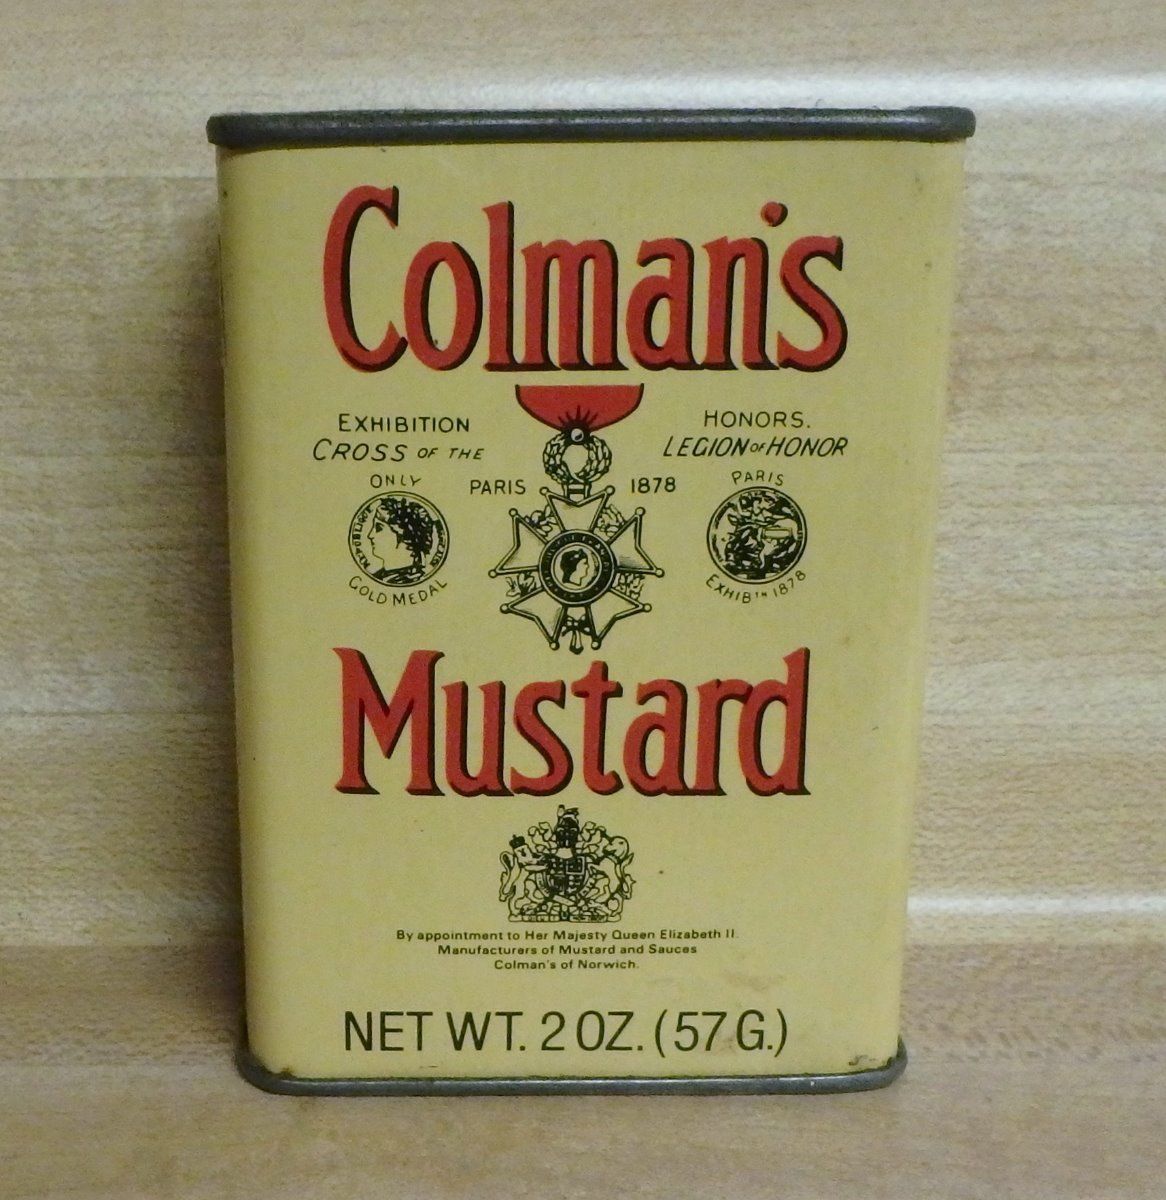 Colman's
EXHIBITION HONORS.
CROSS OF THE LEGION OF HONOR
ONLY PARIS 1878 PARIS
REPUBLIQUE
GOLD MEDAL EXHIBTN 1878
Mustard
By appointment to Her Majesty Queen Elizabeth II.
Manufacturers of Mustard and Sauces
Colman's of Norwich.
NET WT. 2 OZ. (57 G.)